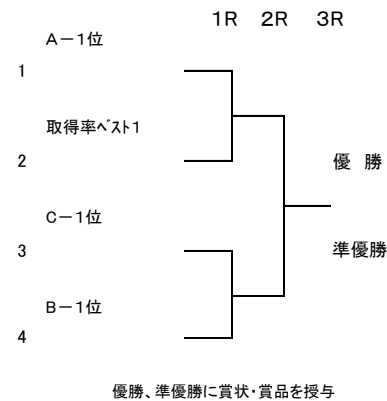 1R 2R 3R
A－1位
1
取得率ﾍﾞｽﾄ1
2
優 勝
C－1位
準優勝
3
B－1位
4
優勝、準優勝に賞状・賞品を授与